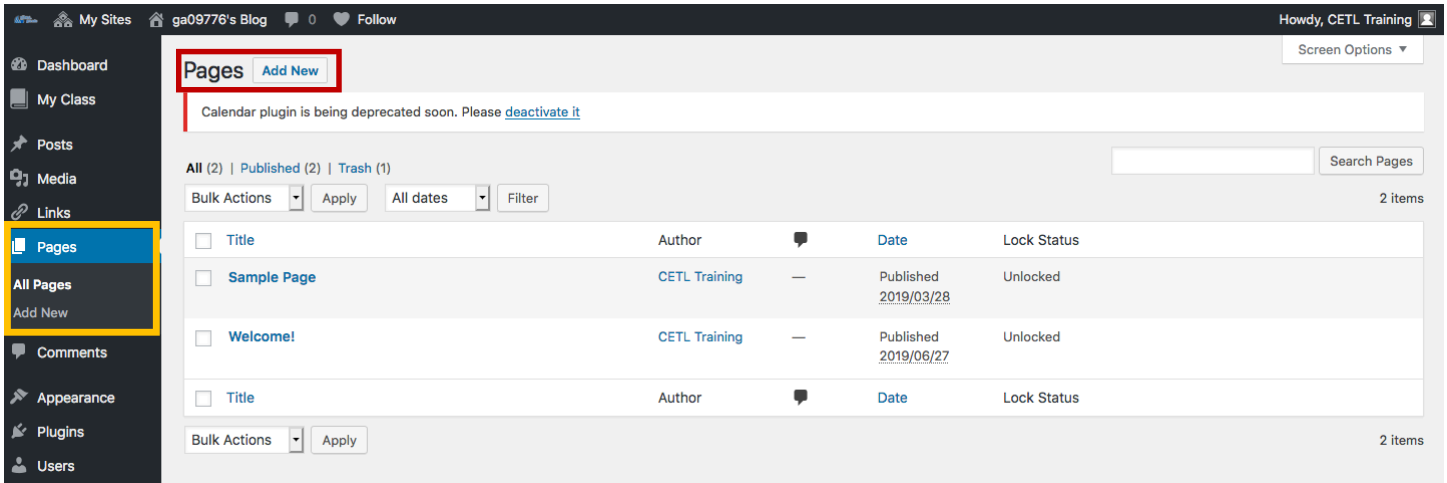 My Sites ga09776's Blog 0 Follow Howdy, CETL Training
Dashboard
My Class
Posts
Media
Links
Pages
All Pages
Add New
Comments
Appearance
Plugins
Users
Screen Options ▼
Pages Add New
Calendar plugin is being deprecated soon. Please deactivate it
All (2) | Published (2) | Trash (1)
Search Pages
Bulk Actions Apply All dates Filter 2 items
Title Author Date Lock Status
Sample Page CETL Training — Published Unlocked
2019/03/28
Welcome! CETL Training — Published Unlocked
2019/06/27
Title Author Date Lock Status
Bulk Actions Apply 2 items